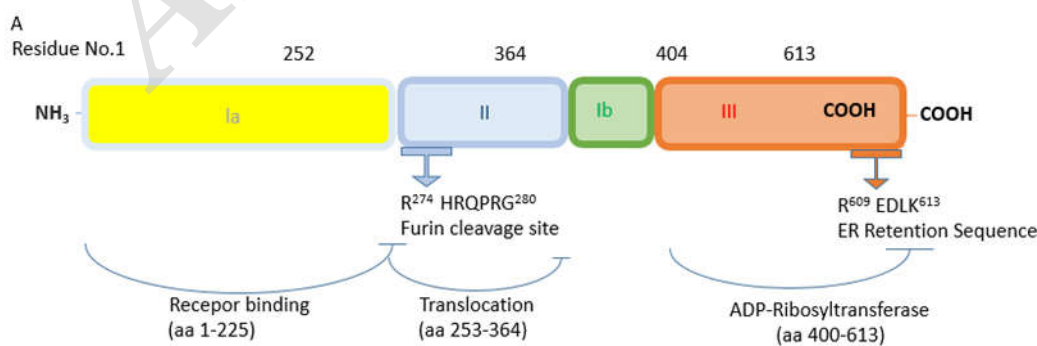 A
Residue No.1 252 364 404 613
NH₃ Ia II Ib III COOH COOH
R²⁷⁴ HRQPRG²⁸⁰
Furin cleavage site
R⁶⁰⁹ EDLK⁶¹³
ER Retention Sequence
Recepor binding
(aa 1-225)
Translocation
(aa 253-364)
ADP-Ribosyltransferase
(aa 400-613)